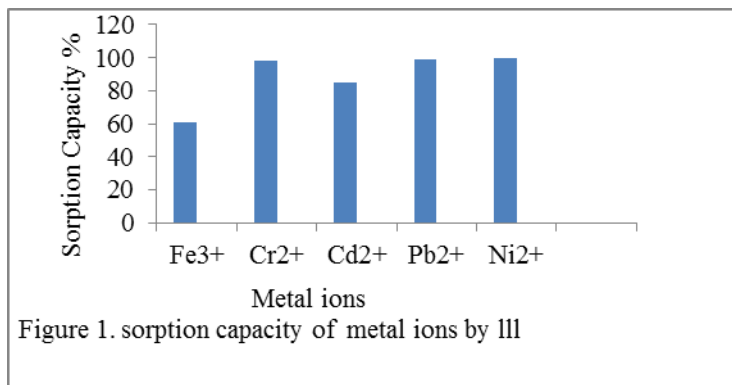 120
100
80
60
40
20
0
Sorption Capacity %
Fe3+ Cr2+ Cd2+ Pb2+ Ni2+
Metal ions
Figure 1. sorption capacity of metal ions by lll